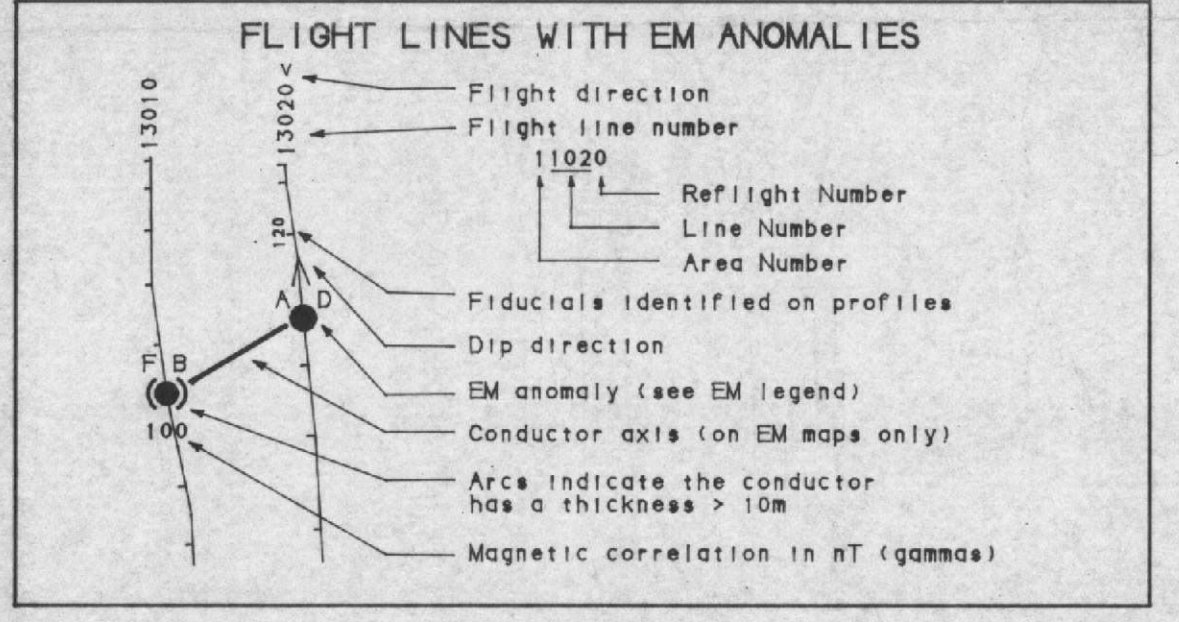 FLIGHT LINES WITH EM ANOMALIES
13010
13020 v
Flight direction
Flight line number
11020
Reflight Number
Line Number
Area Number
120
Fiducials identified on profiles
A D
Dip direction
F B
EM anomaly (see EM legend)
100
Conductor axis (on EM maps only)
Arcs indicate the conductor
has a thickness > 10m
Magnetic correlation in nT (gammas)